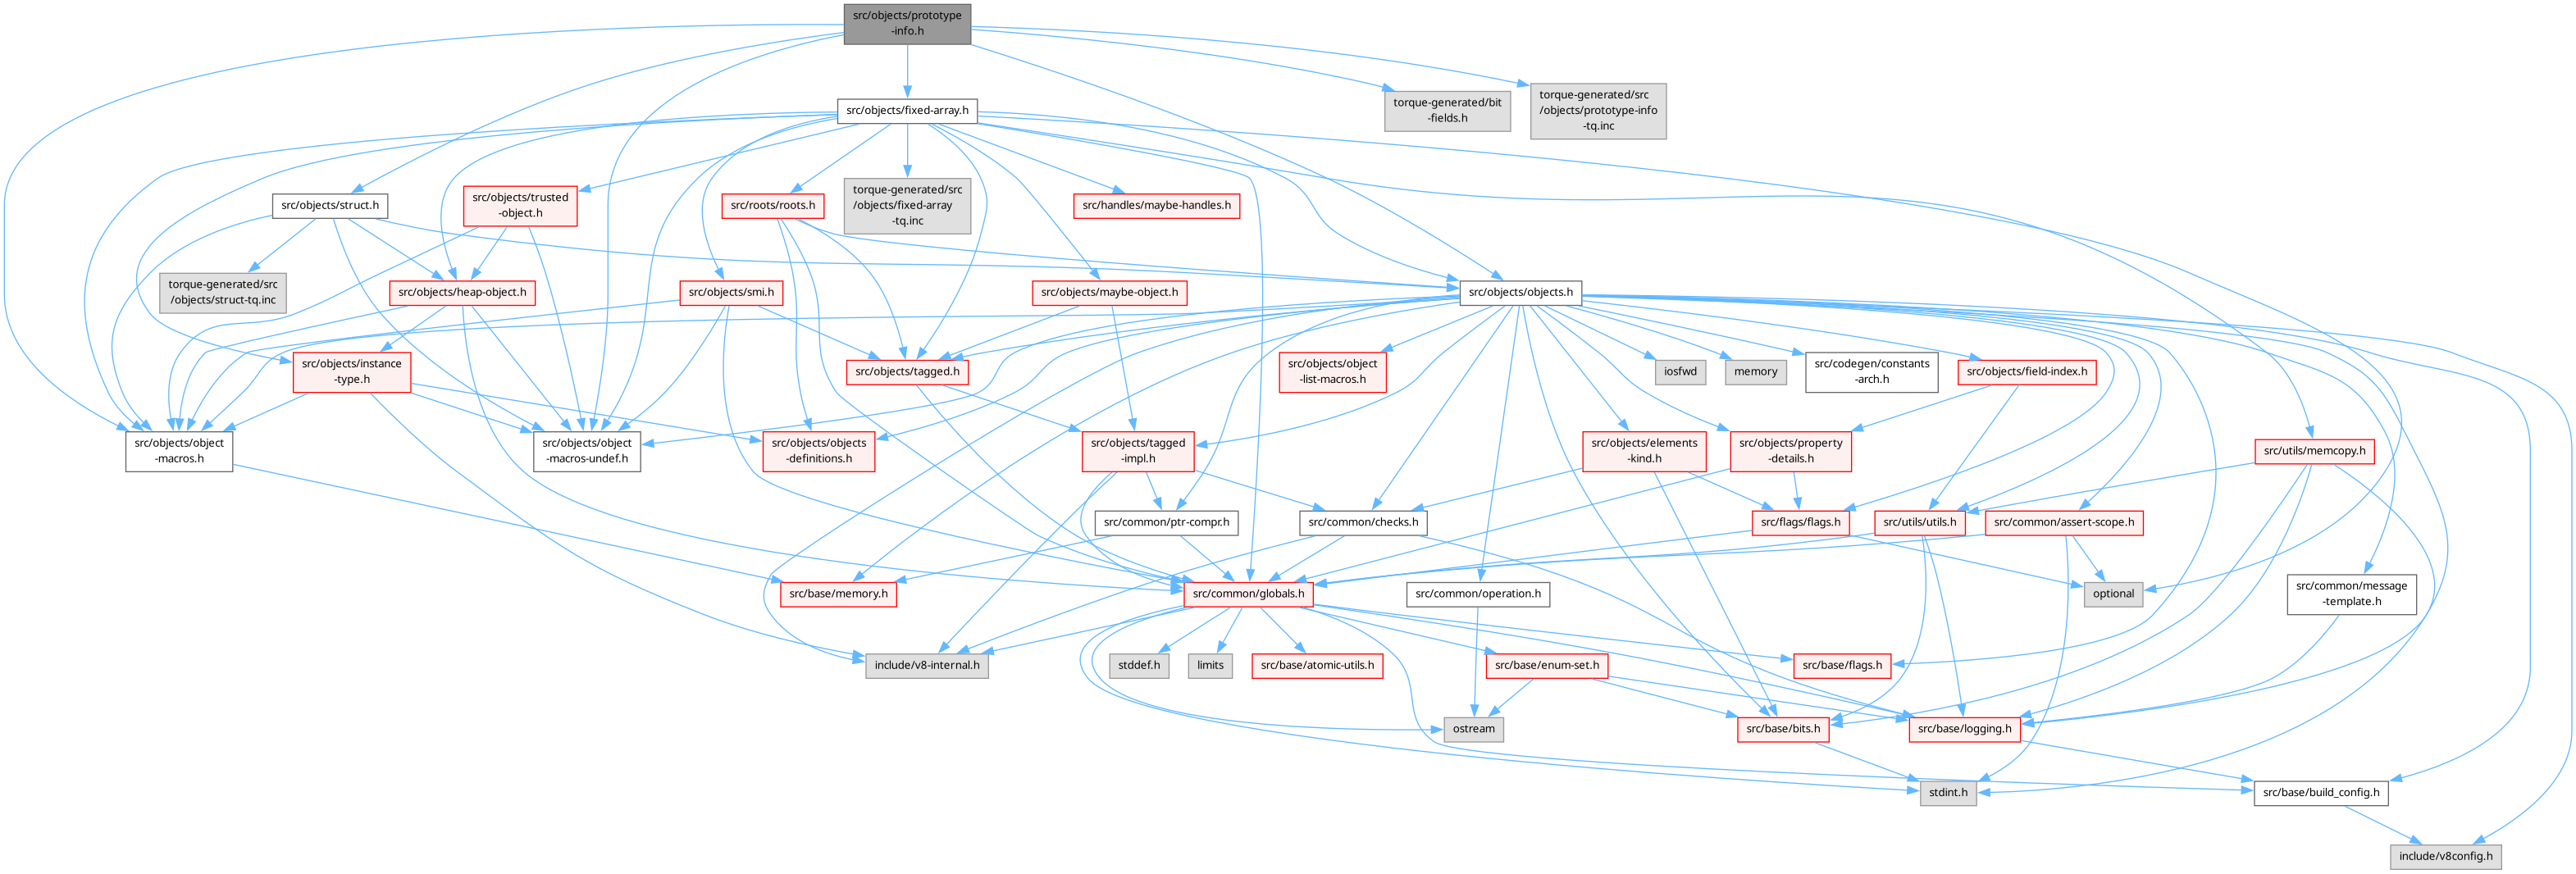 src/objects/prototype
-info.h
torque-generated/bit
-fields.h
torque-generated/src
/objects/prototype-info
-tq.inc
src/objects/fixed-array.h
src/objects/struct.h
src/objects/trusted
-object.h
src/roots/roots.h
torque-generated/src
/objects/fixed-array
-tq.inc
src/handles/maybe-handles.h
torque-generated/src
/objects/struct-tq.inc
src/objects/heap-object.h
src/objects/smi.h
src/objects/maybe-object.h
src/objects/objects.h
src/objects/instance
-type.h
src/objects/tagged.h
src/objects/object
-list-macros.h
iosfwd
memory
src/codegen/constants
-arch.h
src/objects/field-index.h
src/objects/object
-macros.h
src/objects/object
-macros-undef.h
src/objects/objects
-definitions.h
src/objects/tagged
-impl.h
src/objects/elements
-kind.h
src/objects/property
-details.h
src/utils/memcopy.h
src/common/ptr-compr.h
src/common/checks.h
src/flags/flags.h
src/utils/utils.h
src/common/assert-scope.h
src/base/memory.h
src/common/globals.h
src/common/operation.h
optional
src/common/message
-template.h
include/v8-internal.h
stddef.h
limits
src/base/atomic-utils.h
src/base/enum-set.h
src/base/flags.h
ostream
src/base/bits.h
src/base/logging.h
stdint.h
src/base/build_config.h
include/v8config.h